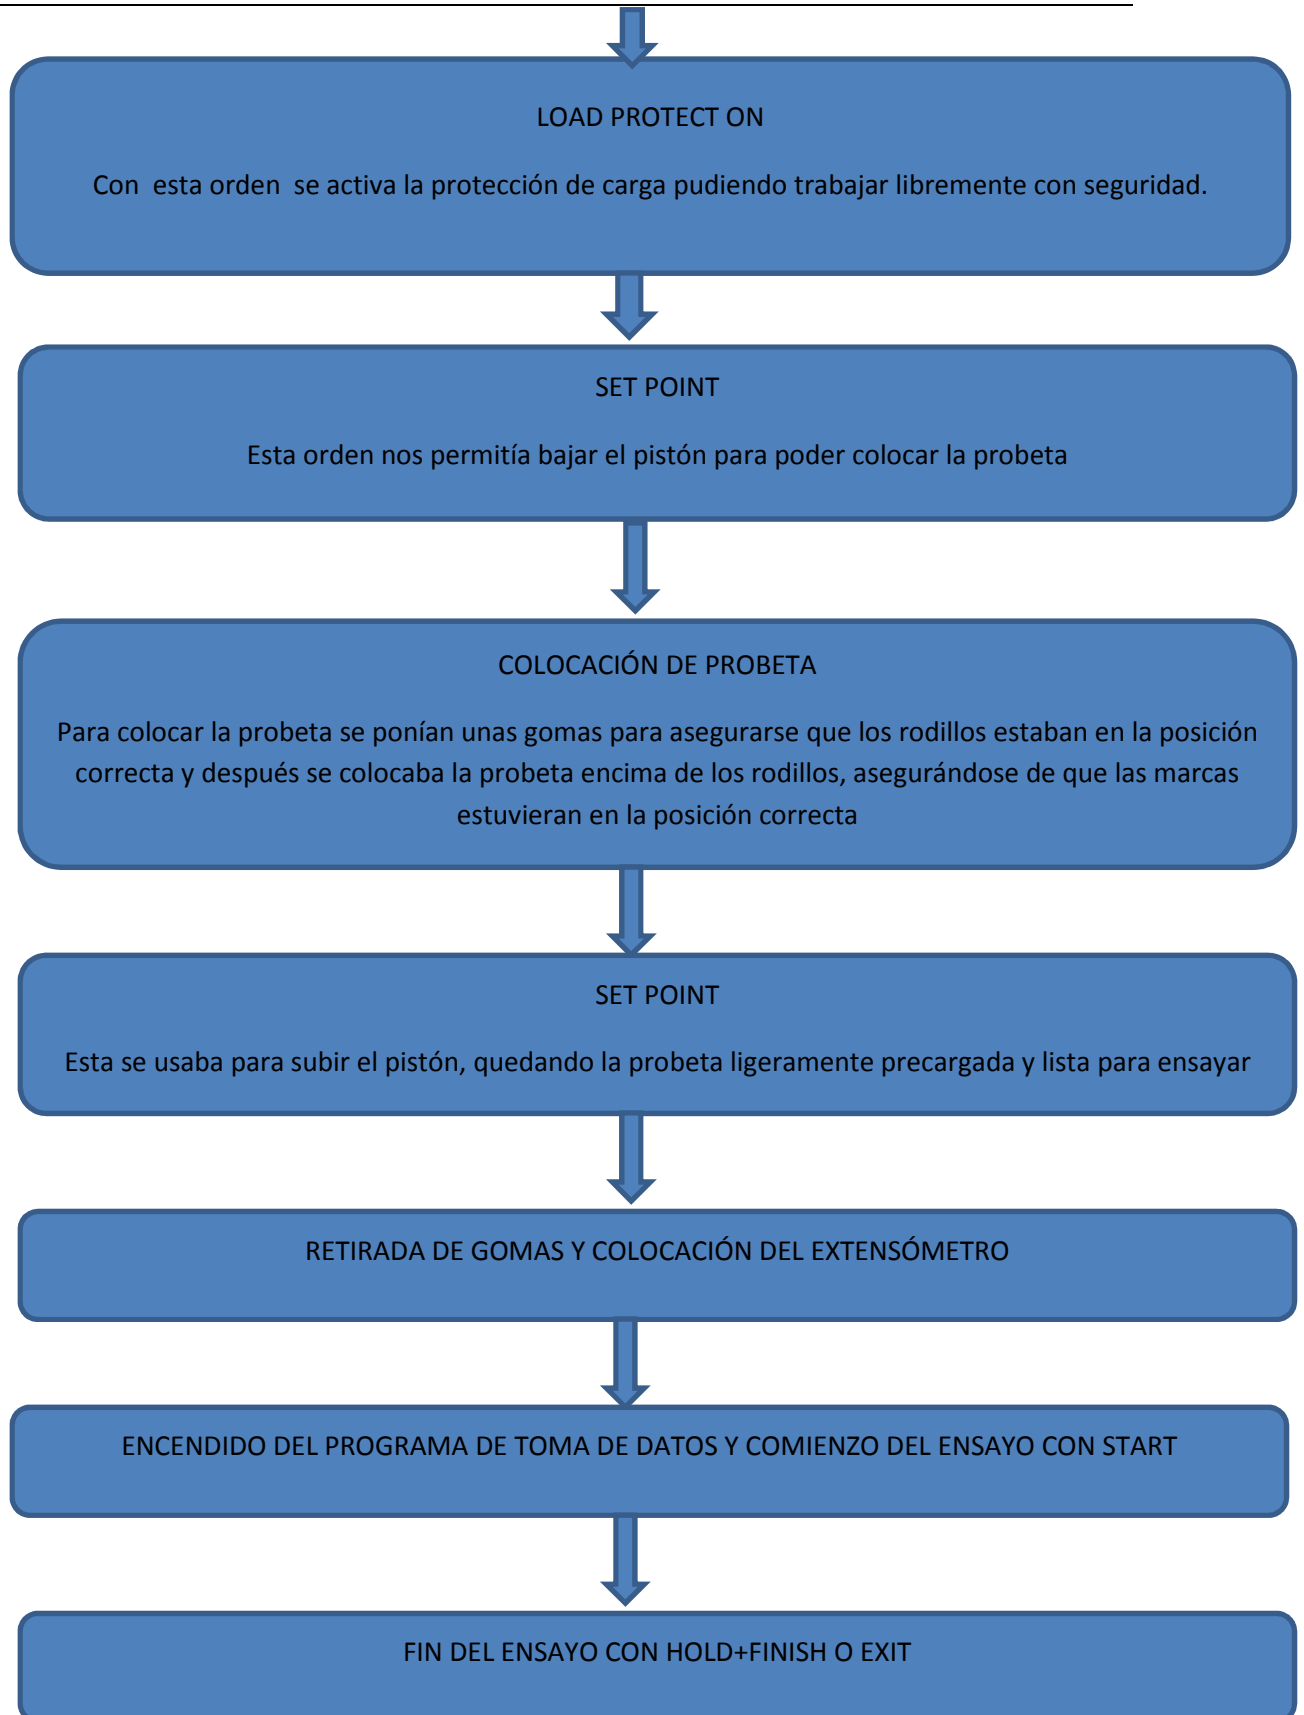 LOAD PROTECT ON
Con esta orden se activa la protección de carga pudiendo trabajar libremente con seguridad.
SET POINT
Esta orden nos permitía bajar el pistón para poder colocar la probeta
COLOCACIÓN DE PROBETA
Para colocar la probeta se ponían unas gomas para asegurarse que los rodillos estaban en la posición
correcta y después se colocaba la probeta encima de los rodillos, asegurándose de que las marcas
estuvieran en la posición correcta
SET POINT
Esta se usaba para subir el pistón, quedando la probeta ligeramente precargada y lista para ensayar
RETIRADA DE GOMAS Y COLOCACIÓN DEL EXTENSÓMETRO
ENCENDIDO DEL PROGRAMA DE TOMA DE DATOS Y COMIENZO DEL ENSAYO CON START
FIN DEL ENSAYO CON HOLD+FINISH O EXIT